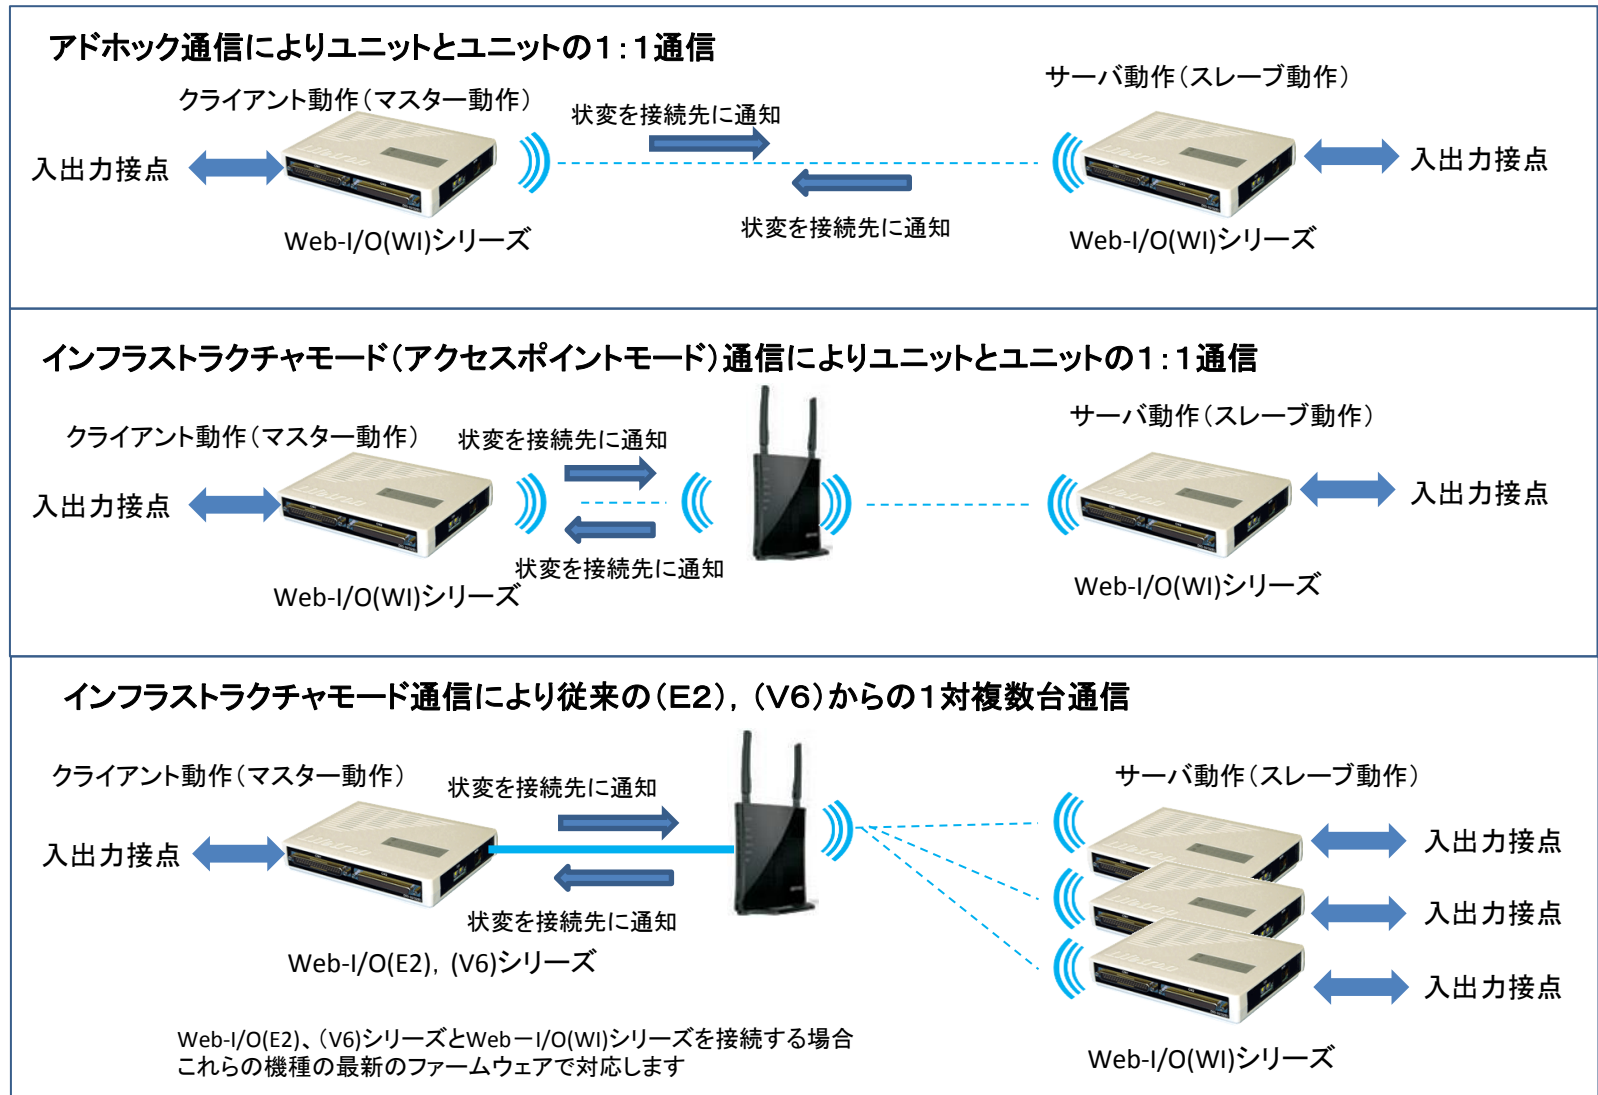 アドホック通信によりユニットとユニットの1:1通信
クライアント動作(マスター動作)
状変を接続先に通知
サーバ動作(スレーブ動作)
入出力接点
入出力接点
状変を接続先に通知
Web-I/O(WI)シリーズ
Web-I/O(WI)シリーズ
インフラストラクチャモード(アクセスポイントモード)通信によりユニットとユニットの1:1通信
クライアント動作(マスター動作)
状変を接続先に通知
サーバ動作(スレーブ動作)
入出力接点
入出力接点
状変を接続先に通知
Web-I/O(WI)シリーズ
Web-I/O(WI)シリーズ
インフラストラクチャモード通信により従来の(E2),(V6)からの1対複数台通信
クライアント動作(マスター動作)
状変を接続先に通知
サーバ動作(スレーブ動作)
入出力接点
入出力接点
入出力接点
入出力接点
状変を接続先に通知
Web-I/O(E2),(V6)シリーズ
Web-I/O(WI)シリーズ
Web-I/O(E2)、(V6)シリーズとWeb-I/O(WI)シリーズを接続する場合
これらの機種の最新のファームウェアで対応します